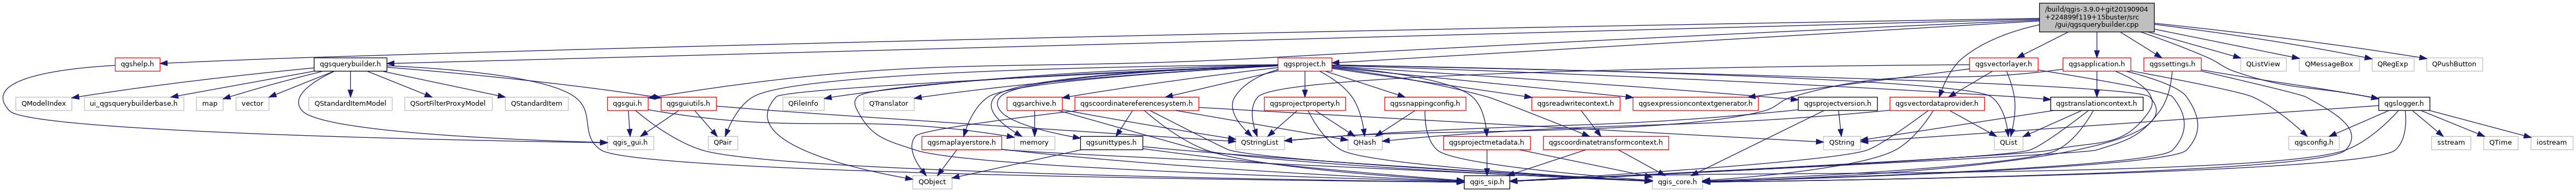 /build/qgis-3.9.0+git20190904
+224899f119+15buster/src
/gui/qgsquerybuilder.cpp
qgshelp.h
qgsquerybuilder.h
qgsproject.h
qgsvectorlayer.h
qgsapplication.h
qgssettings.h
QListView
QMessageBox
QRegExp
QPushButton
QModelIndex
ui_qgsquerybuilderbase.h
map
vector
QStandardItemModel
QSortFilterProxyModel
QStandardItem
qgsgui.h
qgsguiutils.h
QFileInfo
QTranslator
qgsarchive.h
qgscoordinatereferencesystem.h
qgsprojectproperty.h
qgssnappingconfig.h
qgsreadwritecontext.h
qgsexpressioncontextgenerator.h
qgsprojectversion.h
qgsvectordataprovider.h
qgstranslationcontext.h
qgslogger.h
qgis_gui.h
QPair
qgsmaplayerstore.h
memory
qgsunittypes.h
QStringList
QHash
qgsprojectmetadata.h
qgscoordinatetransformcontext.h
QString
QList
qgsconfig.h
sstream
QTime
iostream
QObject
qgis_sip.h
qgis_core.h